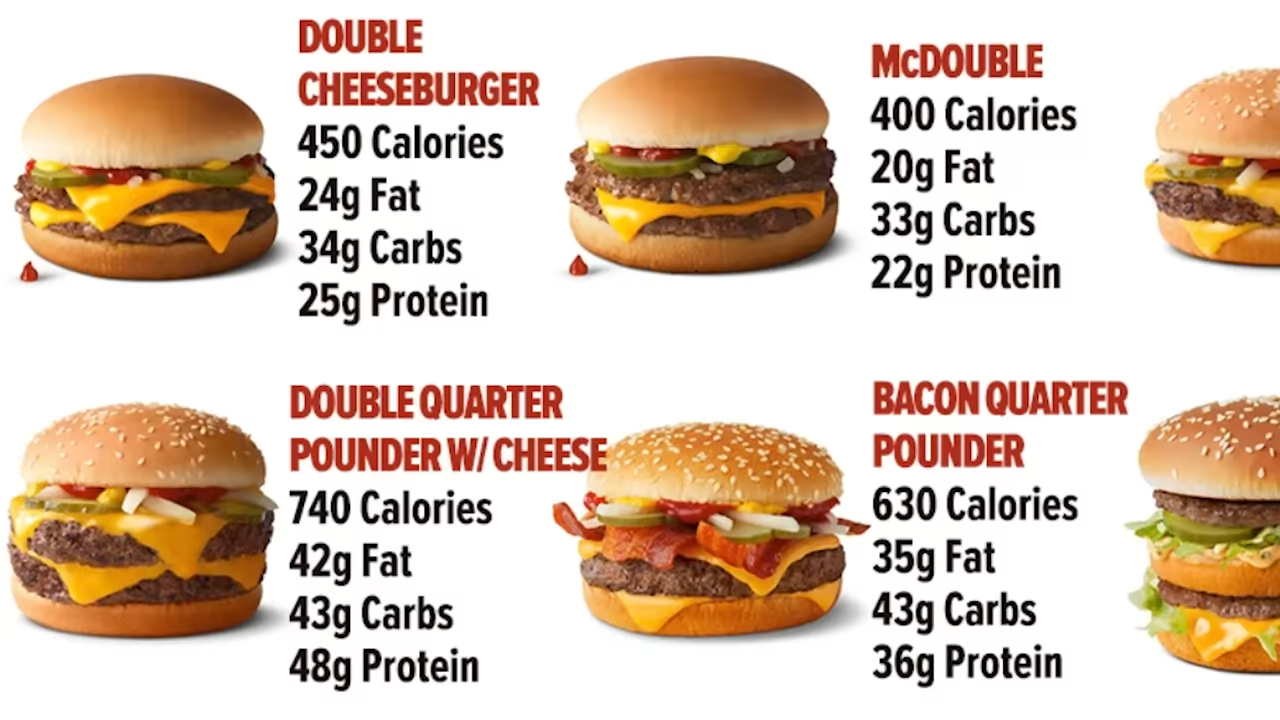 DOUBLE
CHEESEBURGER
450 Calories
24g Fat
34g Carbs
25g Protein
McDOUBLE
400 Calories
20g Fat
33g Carbs
22g Protein
DOUBLE QUARTER
POUNDER W/ CHEESE
740 Calories
42g Fat
43g Carbs
48g Protein
BACON QUARTER
POUNDER
630 Calories
35g Fat
43g Carbs
36g Protein